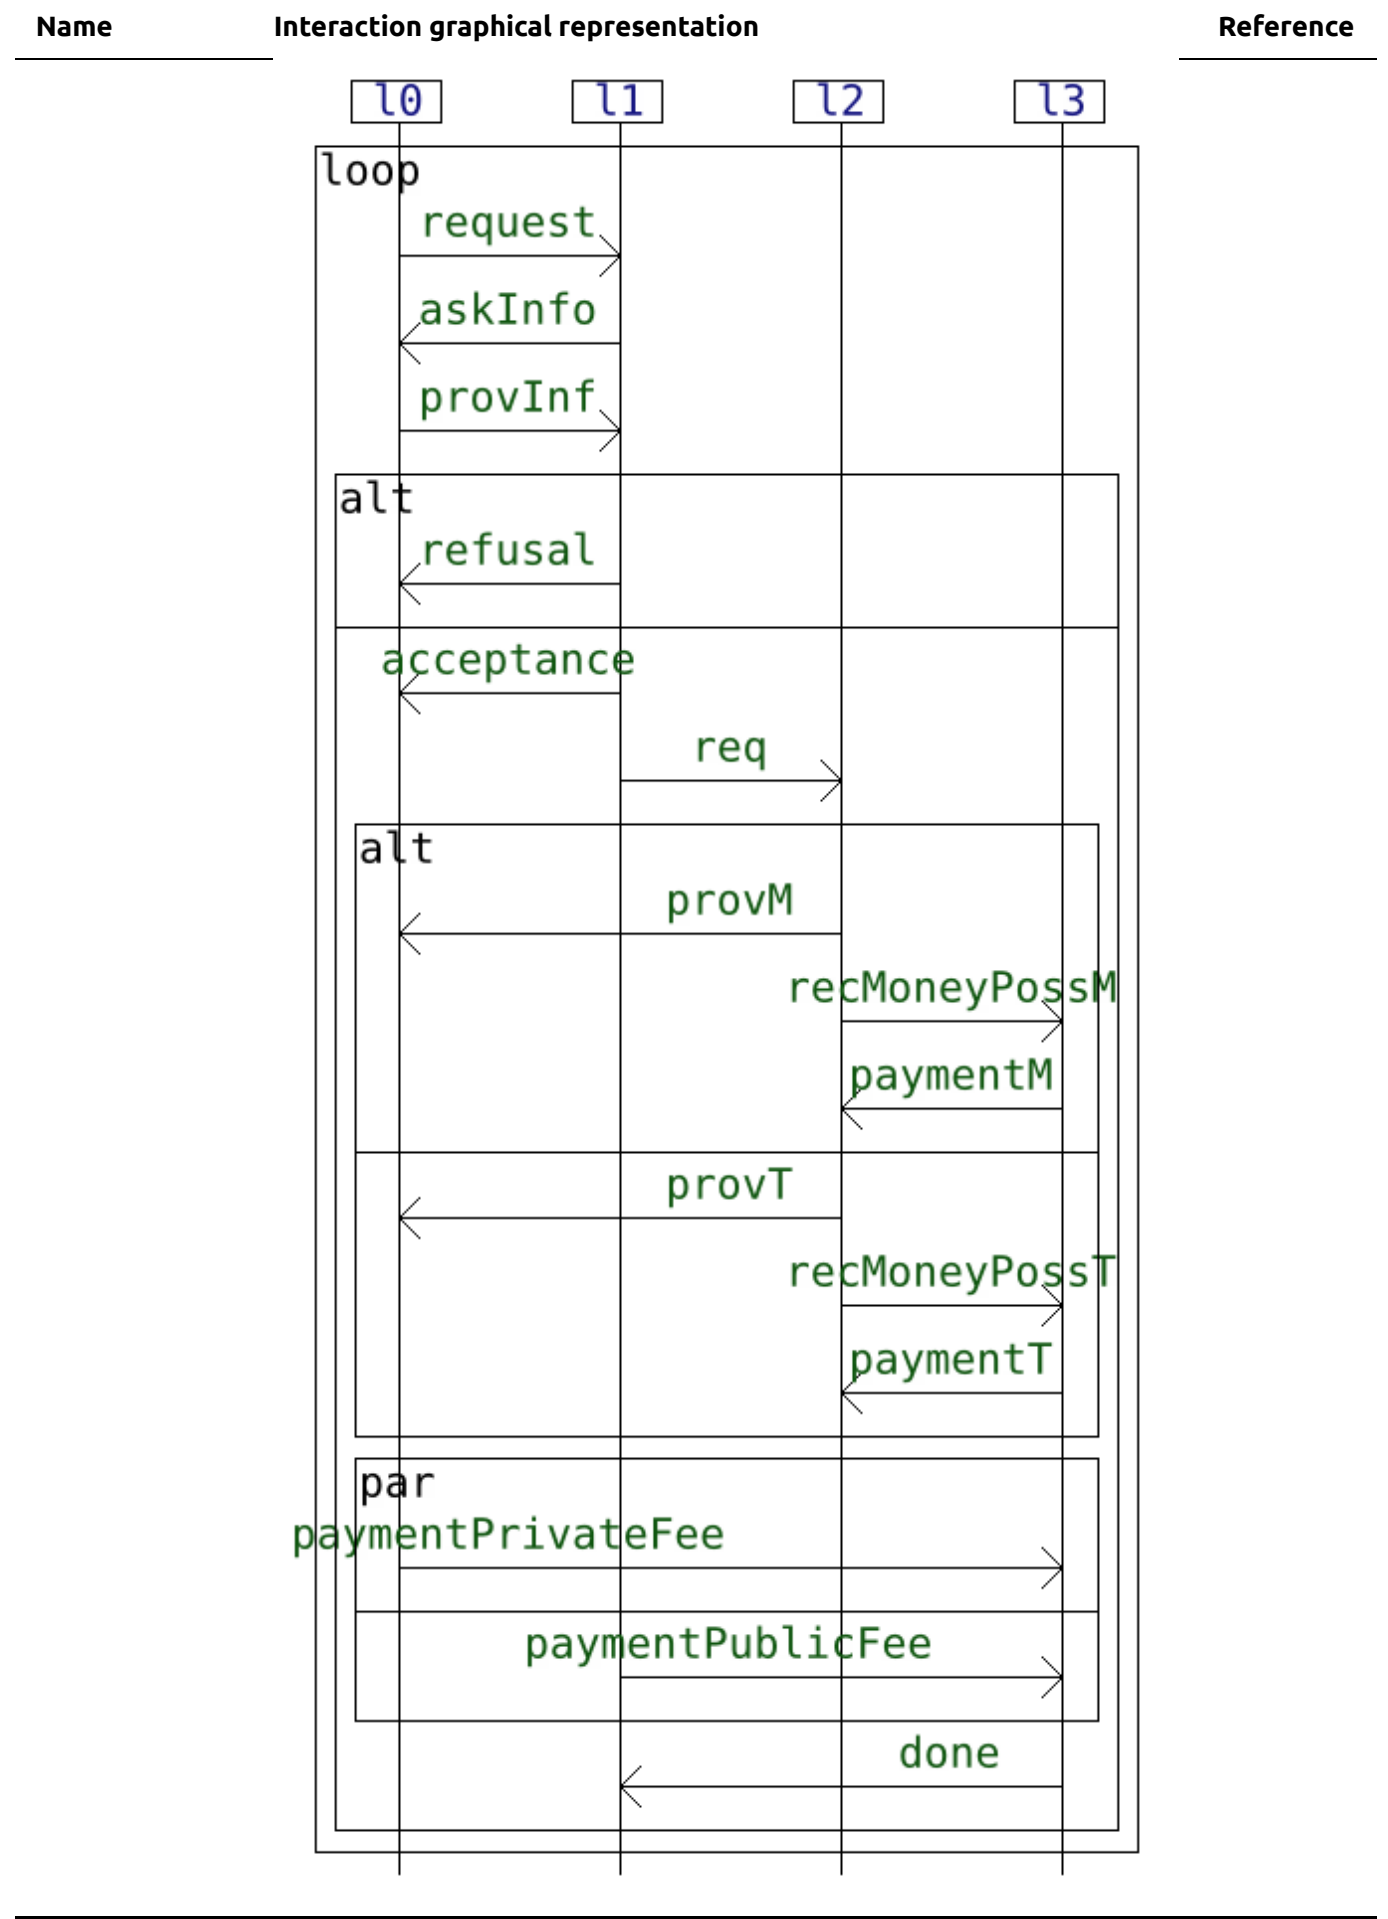 Name Interaction graphical representation Reference
l0 l1 l2 l3
loop
request
askInfo
provInf
alt
refusal
acceptance
req
alt
provM
recMoneyPossM
paymentM
provT
recMoneyPossT
paymentT
par
paymentPrivateFee
paymentPublicFee
done